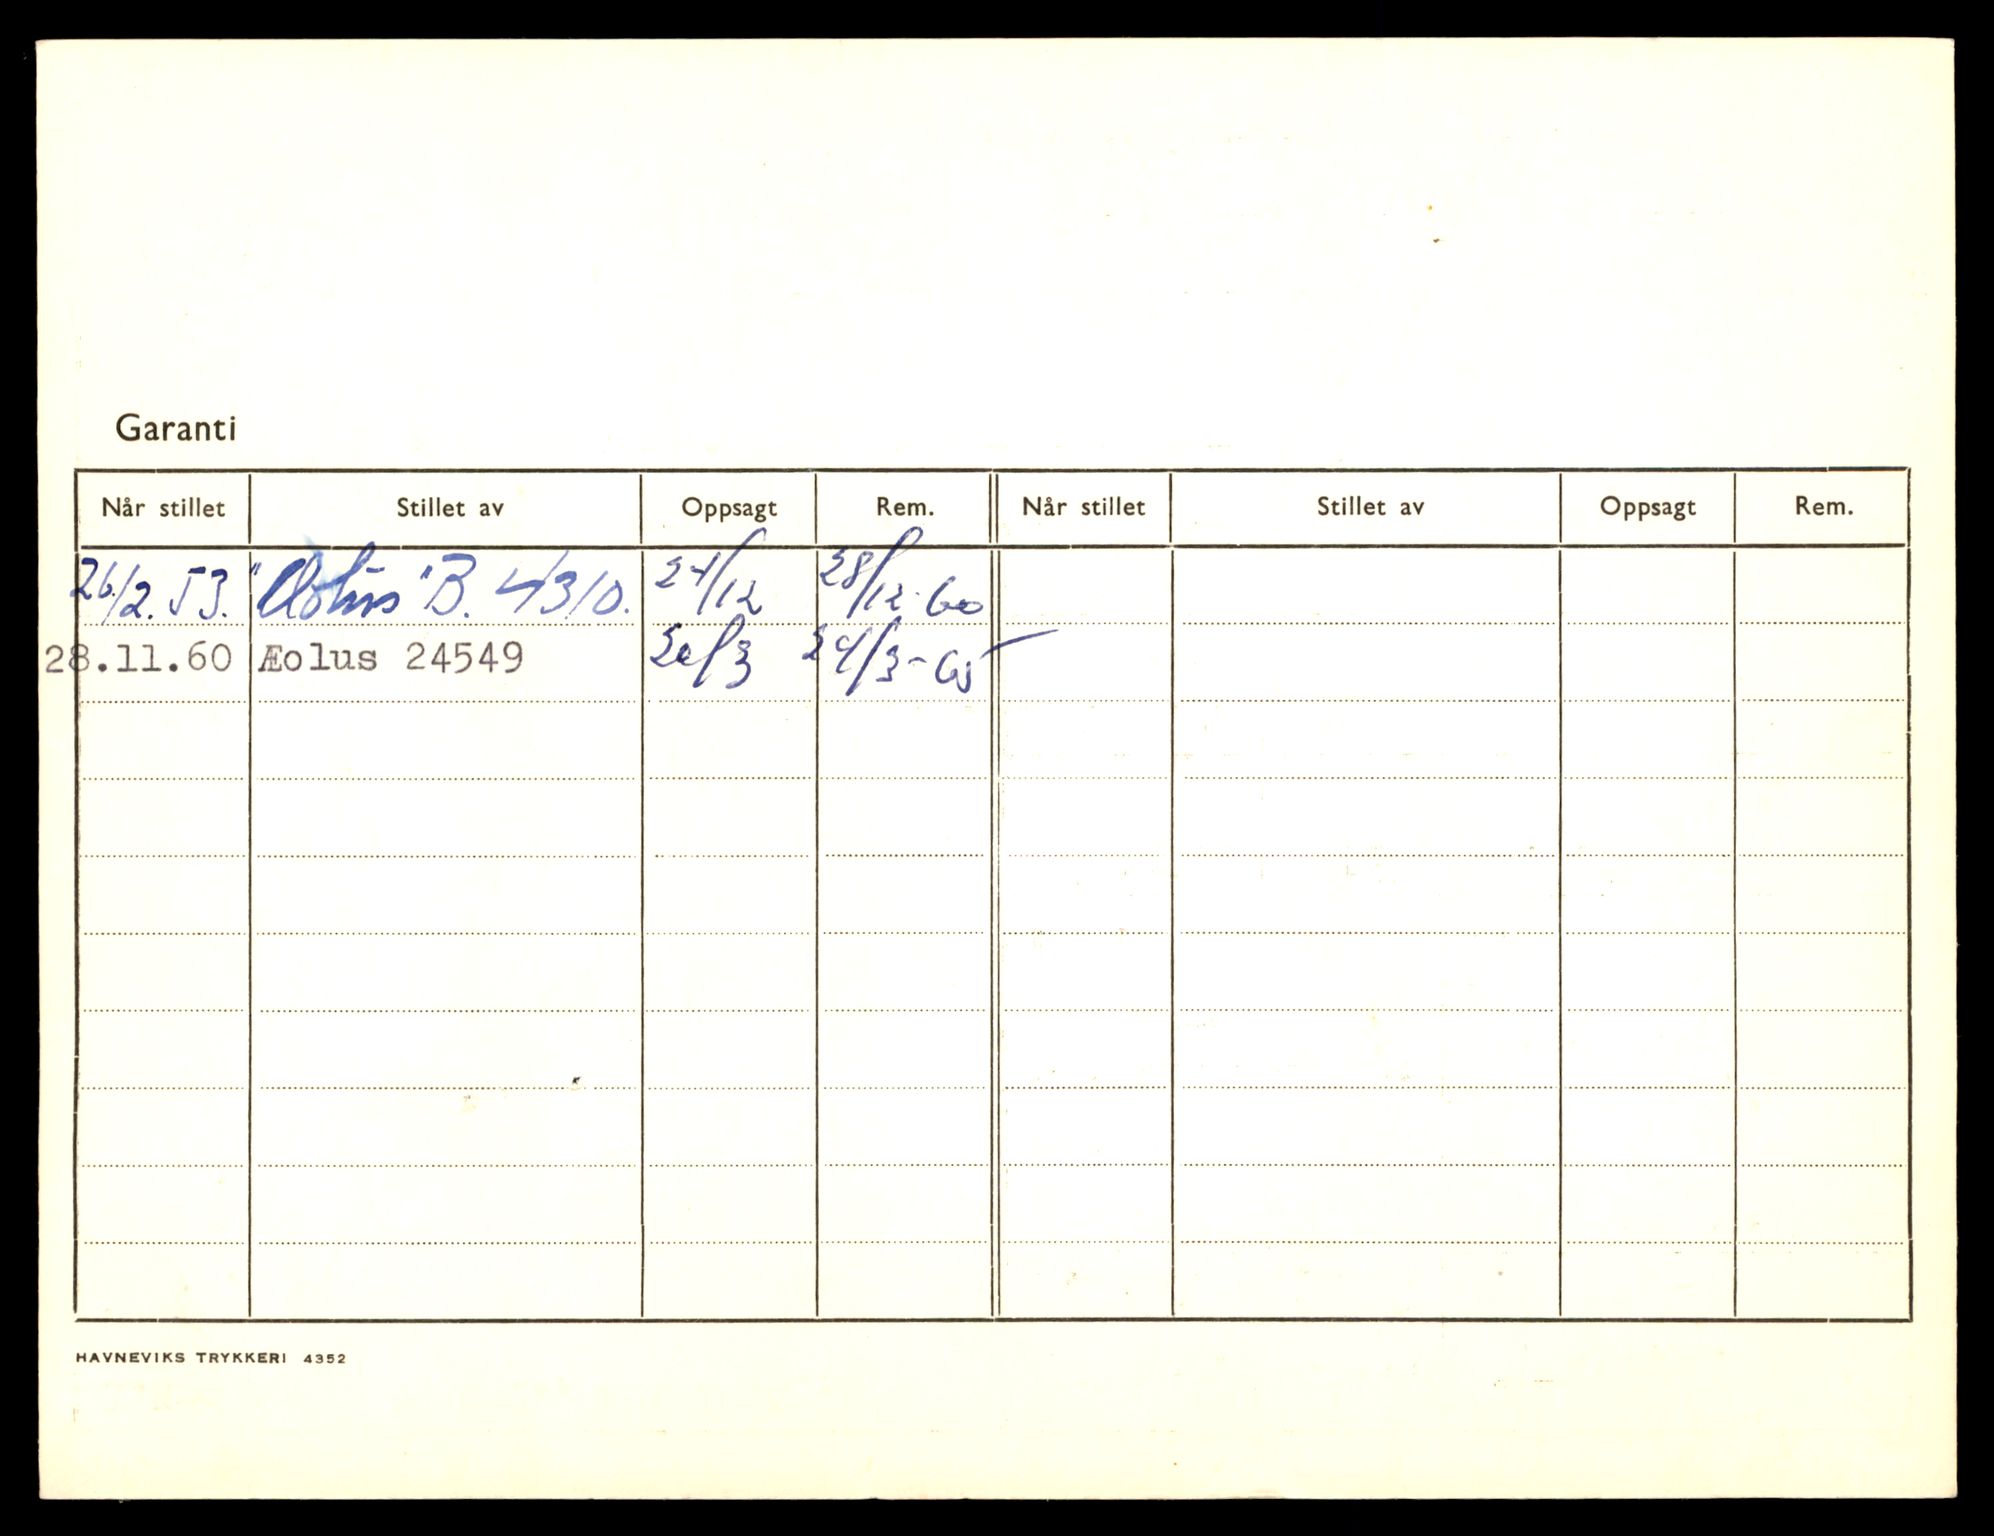 Garanti
Når stillet Stillet av Oppsagt Rem. Når stillet Stillet av Oppsagt Rem.
26/2.53. "Æolus" B. 4310. 21/12 28/12-60
28.11.60 Æolus 24549 20/3 24/3-65
HAVNEVIKS TRYKKERI 4352